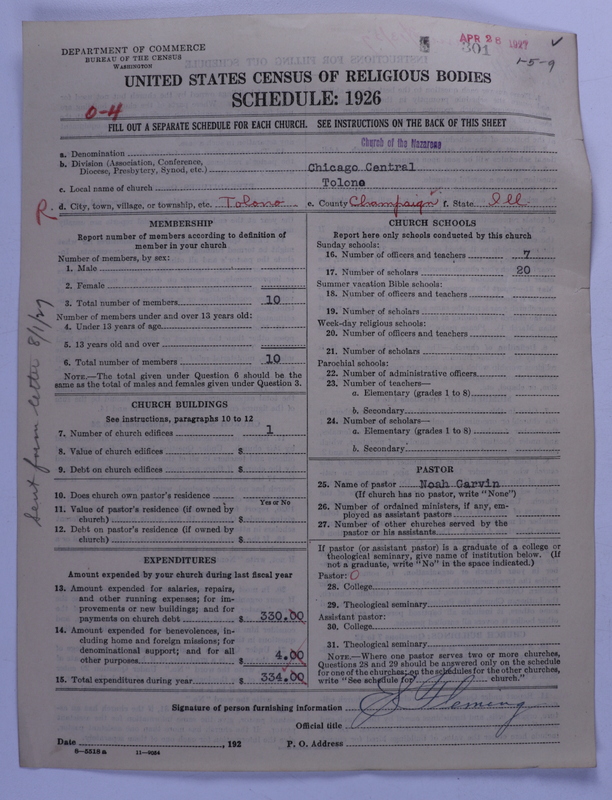 DEPARTMENT OF COMMERCE
BUREAU OF THE CENSUS
WASHINGTON
APR 26 1927
301
1-5-9
UNITED STATES CENSUS OF RELIGIOUS BODIES
SCHEDULE: 1926
0-4
FILL OUT A SEPARATE SCHEDULE FOR EACH CHURCH. SEE INSTRUCTIONS ON THE BACK OF THIS SHEET
a. Denomination Church of the Nazarene
b. Division (Association, Conference, Diocese, Presbytery, Synod, etc.) Chicago Central
c. Local name of church Tolono
R. d. City, town, village, or township, etc. Tolono e. County Champaign f. State Ill
MEMBERSHIP
Report number of members according to definition of
member in your church
Number of members, by sex:
1. Male
2. Female
3. Total number of members 10
Number of members under and over 13 years old:
4. Under 13 years of age
5. 13 years old and over
6. Total number of members 10
NOTE.—The total given under Question 6 should be
same as the total of males and females given under Question 3.
CHURCH BUILDINGS
See instructions, paragraphs 10 to 12
7. Number of church edifices 1
8. Value of church edifices $
9. Debt on church edifices $
10. Does church own pastor's residence
Yes or No
11. Value of pastor's residence (if owned by
church) $
12. Debt on pastor's residence (if owned by
church) $
EXPENDITURES
Amount expended by your church during last fiscal year
13. Amount expended for salaries, repairs,
and other running expenses; for im-
provements or new buildings; and for
payments on church debt $ 330.00
14. Amount expended for benevolences, in-
cluding home and foreign missions; for
denominational support; and for all
other purposes $ 4.00
15. Total expenditures during year $ 334.00
Sent from letter 8/1/27
CHURCH SCHOOLS
Report here only schools conducted by this church
Sunday schools:
16. Number of officers and teachers 7
17. Number of scholars 20
Summer vacation Bible schools:
18. Number of officers and teachers
19. Number of scholars
Week-day religious schools:
20. Number of officers and teachers
21. Number of scholars
Parochial schools:
22. Number of administrative officers
23. Number of teachers—
a. Elementary (grades 1 to 8)
b. Secondary
24. Number of scholars—
a. Elementary (grades 1 to 8)
b. Secondary
PASTOR
25. Name of pastor Noah Garvin
(If church has no pastor, write "None")
26. Number of ordained ministers, if any, em-
ployed as assistant pastors
27. Number of other churches served by the
pastor or his assistants
If pastor (or assistant pastor) is a graduate of a college or
theological seminary, give name of institution below. (If
not a graduate, write "No" in the space indicated.)
Pastor: 0
28. College
29. Theological seminary
Assistant pastor:
30. College
31. Theological seminary
NOTE.—Where one pastor serves two or more churches,
Questions 28 and 29 should be answered only on the schedule
for one of the churches; on the schedules for the other churches,
write "See schedule for church."
Signature of person furnishing information Fleming
Official title
Date , 192 P. O. Address
8-5518a 11-9024